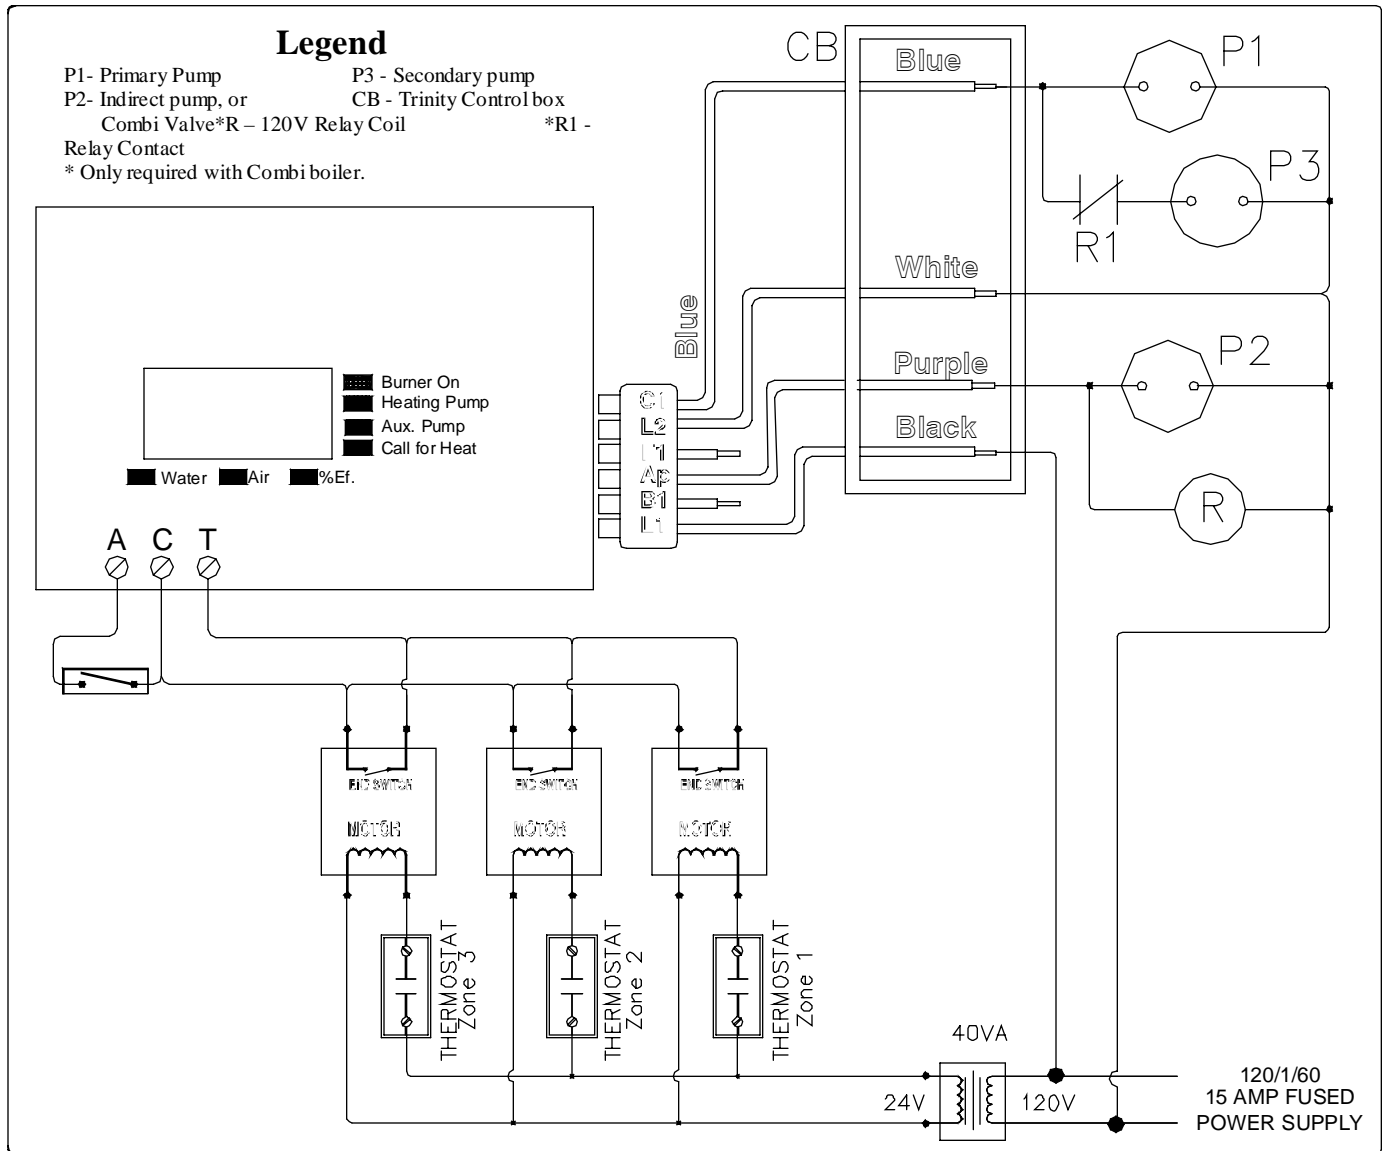 Legend
P1- Primary Pump P3 - Secondary pump
P2- Indirect pump, or CB - Trinity Control box
Combi Valve*R – 120V Relay Coil *R1 -
Relay Contact
* Only required with Combi boiler.
CB
Blue
P1
P3
R1
White
Blue
Purple
P2
Black
R
Burner On
Heating Pump
Aux. Pump
Call for Heat
Water Air %Ef.
C1
L2
Ap
B1
L1
A C T
END SWITCH END SWITCH END SWITCH
MOTOR MOTOR MOTOR
THERMOSTAT
Zone 3
THERMOSTAT
Zone 2
THERMOSTAT
Zone 1
40VA
24V 120V
120/1/60
15 AMP FUSED
POWER SUPPLY